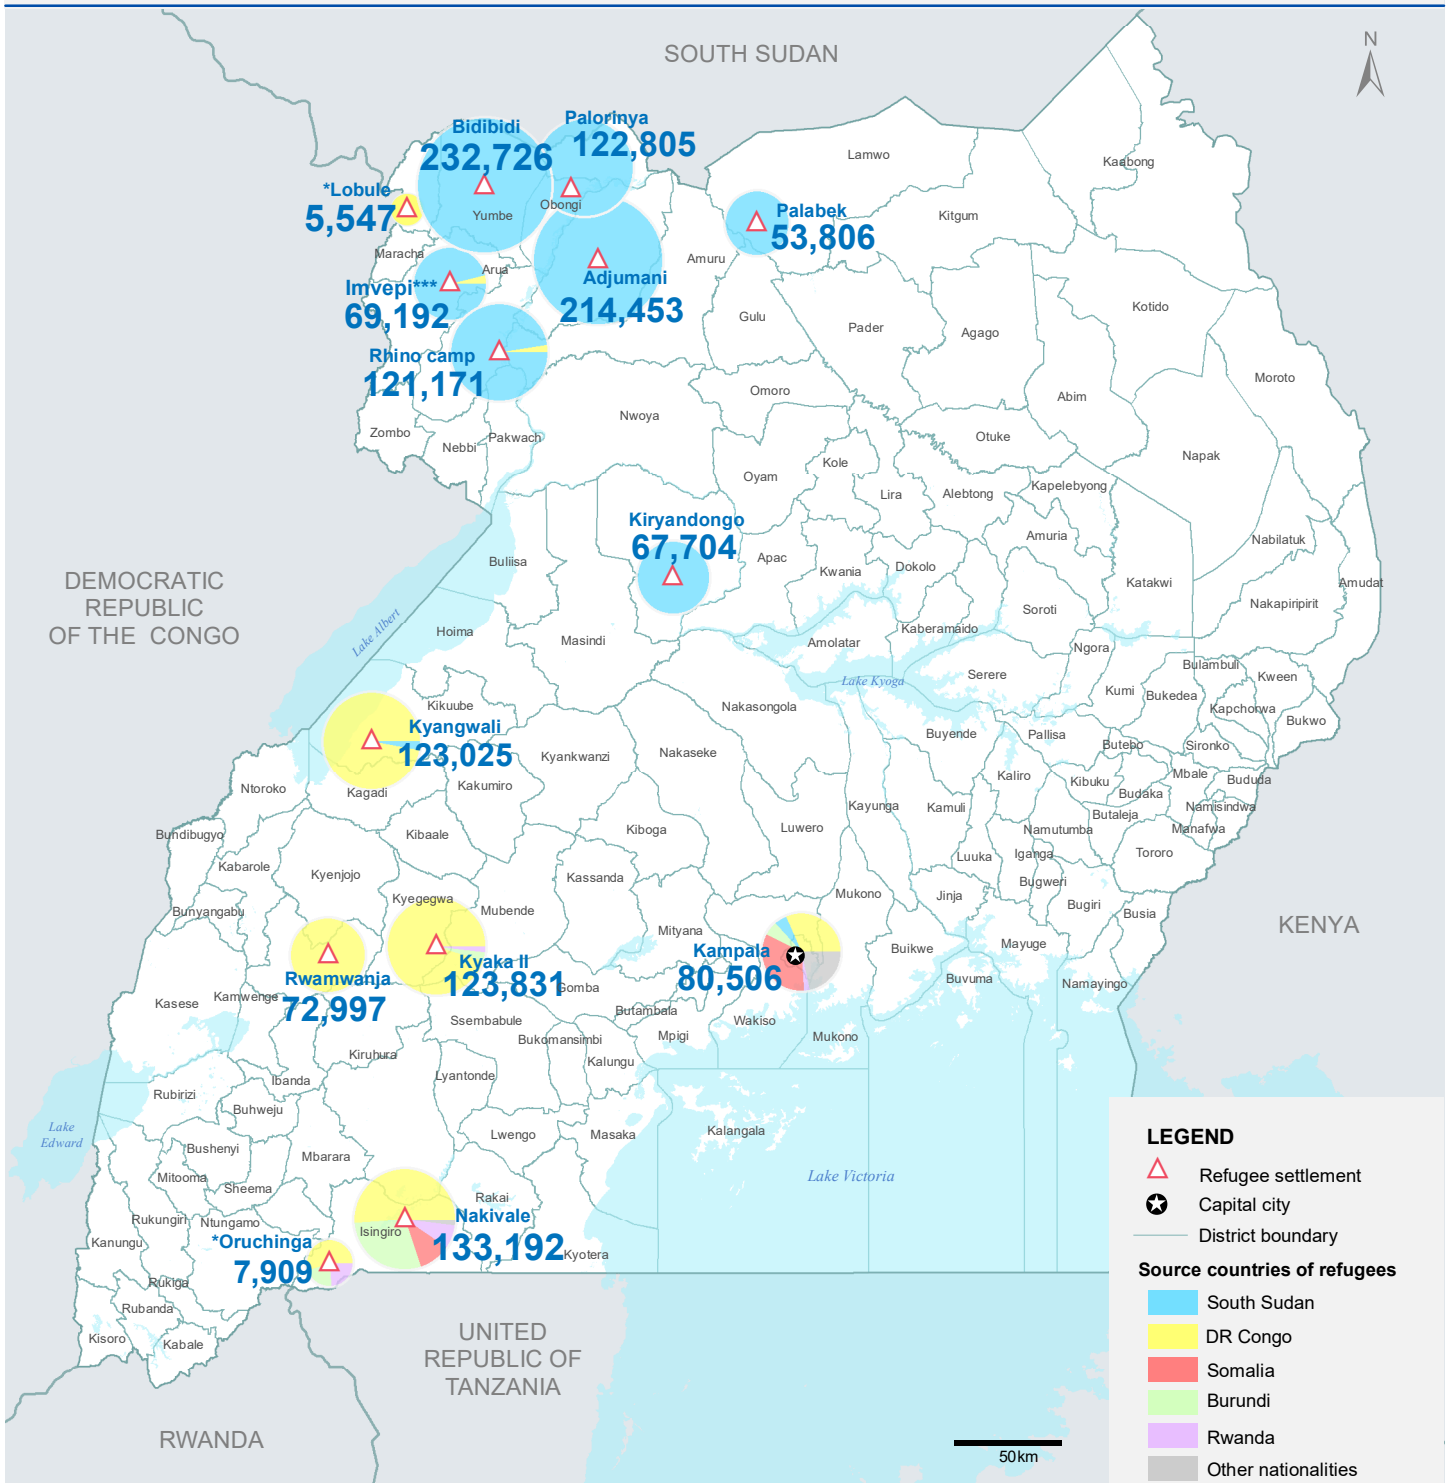 SOUTH SUDAN
N
Bidibidi
232,726
Palorinya
122,805
Lamwo
Kaabong
*Lobule
5,547
Yumbe
Obongi
Palabek
53,806
Kitgum
Maracha
Arua
Amuru
Imvepi***
69,192
Adjumani
214,453
Kotido
Gulu
Pader
Agago
Rhino camp
121,171
Moroto
Omoro
Abim
Nwoya
Zombo
Nebbi
Pakwach
Otuke
Napak
Kole
Oyam
Lira
Alebtong
Kapelebyong
Kiryandongo
67,704
Amuria
Nabilatuk
Buliisa
Apac
Kwania
Dokolo
Katakwi
Amudat
Nakapiripirit
DEMOCRATIC
REPUBLIC
OF THE CONGO
Lake Albert
Hoima
Masindi
Soroti
Kaberamaido
Amolatar
Ngora
Lake Kyoga
Serere
Bulambuli
Kween
Kumi
Bukedea
Kapchorwa
Bukwo
Kikuube
Nakasongola
Kyangwali
123,025
Buyende
Pallisa
Butebo
Sironko
Kyankwanzi
Nakaseke
Kaliro
Kibuku
Mbale
Bududa
Ntoroko
Kagadi
Kakumiro
Budaka
Kayunga
Kamuli
Butaleja
Namisindwa
Bundibugyo
Kibaale
Kiboga
Luwero
Namutumba
Manafwa
Kabarole
Kyenjojo
Luuka
Iganga
Tororo
Kassanda
Bugweri
Kyegegwa
Mukono
Jinja
Bunyangabu
Mubende
Bugiri
Busia
Mityana
KENYA
Kampala
80,506
Buikwe
Mayuge
Kyaka II
123,831
Rwamwanja
72,997
Buvuma
Namayingo
Gomba
Kasese
Kamwenge
Butambala
Ssembabule
Wakiso
Bukomansimbi
Mpigi
Mukono
Kiruhura
Kalungu
Ibanda
Lyantonde
Rubirizi
Buhweju
Lake
Edward
Lwengo
Masaka
Kalangala
Bushenyi
Mbarara
Mitooma
Sheema
Lake Victoria
Rakai
Rukungiri
Ntungamo
Nakivale
133,192
Isingiro
Kanungu
*Oruchinga
7,909
Kyotera
Rukiga
Rubanda
Kisoro
Kabale
UNITED
REPUBLIC OF
TANZANIA
RWANDA
50km
LEGEND
Refugee settlement
Capital city
District boundary
Source countries of refugees
South Sudan
DR Congo
Somalia
Burundi
Rwanda
Other nationalities